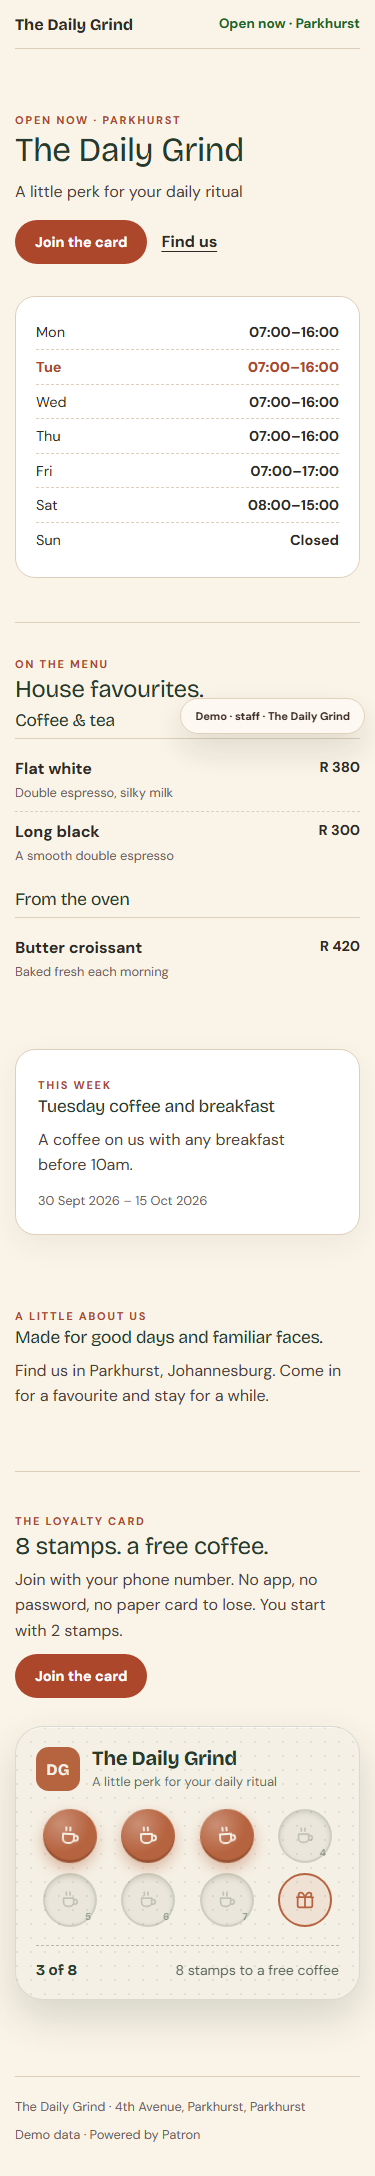 The Daily Grind
Open now · Parkhurst
OPEN NOW · PARKHURST
The Daily Grind
A little perk for your daily ritual
Join the card
Find us
Mon 07:00–16:00
Tue 07:00–16:00
Wed 07:00–16:00
Thu 07:00–16:00
Fri 07:00–17:00
Sat 08:00–15:00
Sun Closed
ON THE MENU
House favourites.
Coffee & tea
Demo · staff · The Daily Grind
Flat white R 380
Double espresso, silky milk
Long black R 300
A smooth double espresso
From the oven
Butter croissant R 420
Baked fresh each morning
THIS WEEK
Tuesday coffee and breakfast
A coffee on us with any breakfast
before 10am.
30 Sept 2026 – 15 Oct 2026
A LITTLE ABOUT US
Made for good days and familiar faces.
Find us in Parkhurst, Johannesburg. Come in
for a favourite and stay for a while.
THE LOYALTY CARD
8 stamps. a free coffee.
Join with your phone number. No app, no
password, no paper card to lose. You start
with 2 stamps.
Join the card
DG
The Daily Grind
A little perk for your daily ritual
4
5 6 7
3 of 8 8 stamps to a free coffee
The Daily Grind · 4th Avenue, Parkhurst, Parkhurst
Demo data · Powered by Patron